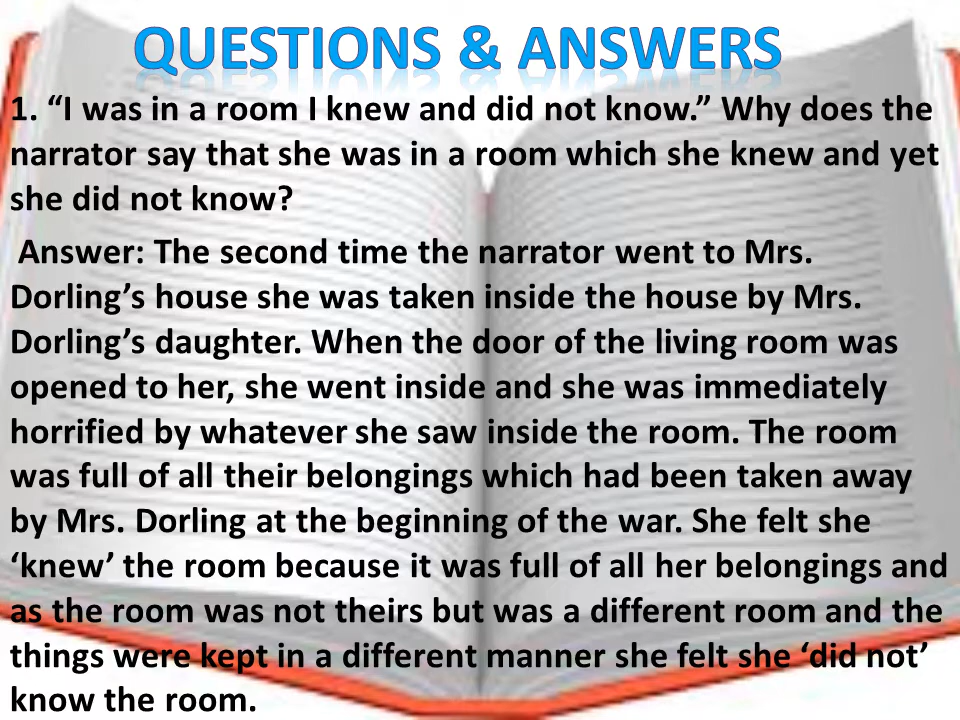 QUESTIONS & ANSWERS
1. “I was in a room I knew and did not know.” Why does the
narrator say that she was in a room which she knew and yet
she did not know?
Answer: The second time the narrator went to Mrs.
Dorling’s house she was taken inside the house by Mrs.
Dorling’s daughter. When the door of the living room was
opened to her, she went inside and she was immediately
horrified by whatever she saw inside the room. The room
was full of all their belongings which had been taken away
by Mrs. Dorling at the beginning of the war. She felt she
‘knew’ the room because it was full of all her belongings and
as the room was not theirs but was a different room and the
things were kept in a different manner she felt she ‘did not’
know the room.